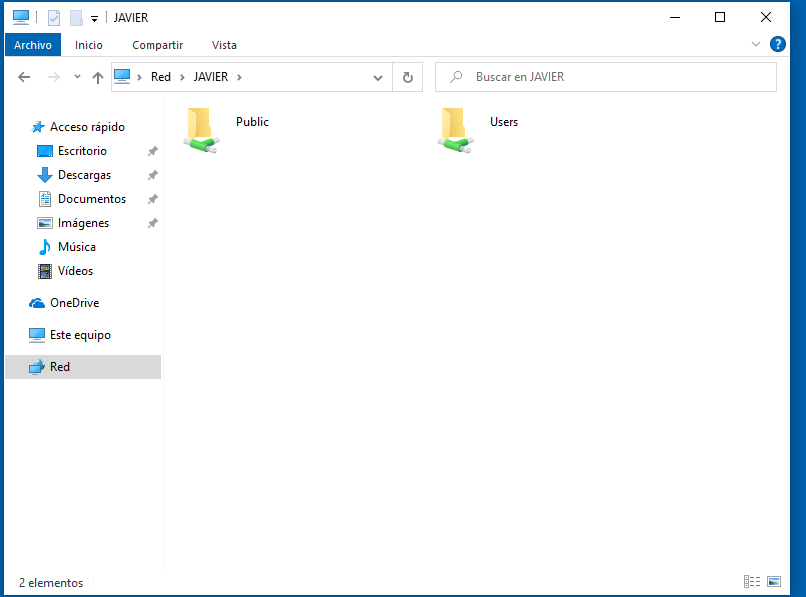 JAVIER
Archivo Inicio Compartir Vista
?
Red JAVIER
Buscar en JAVIER
Acceso rápido
Escritorio
Descargas
Documentos
Imágenes
Música
Vídeos
OneDrive
Este equipo
Red
Public
Users
2 elementos